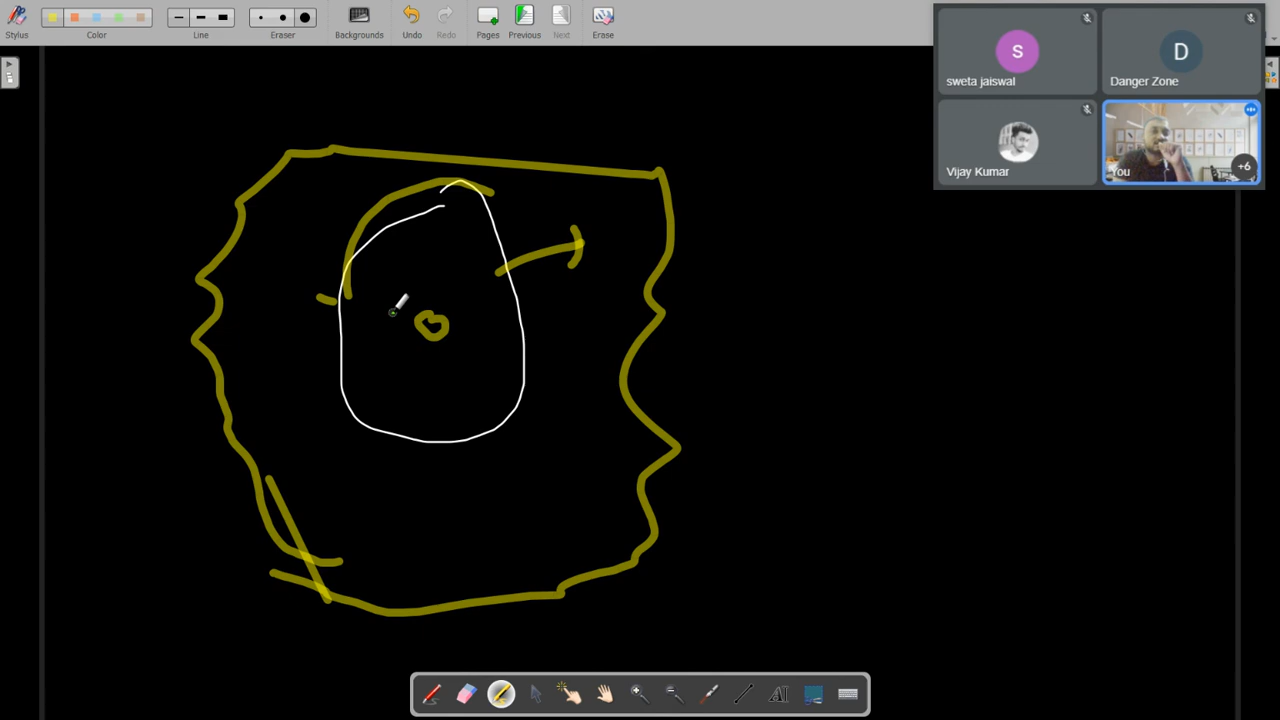 Stylus
Color
Line
Eraser
Backgrounds
Undo
Redo
Pages
Previous
Next
Erase
S
sweta jaiswal
D
Danger Zone
Vijay Kumar
You
+6
AI